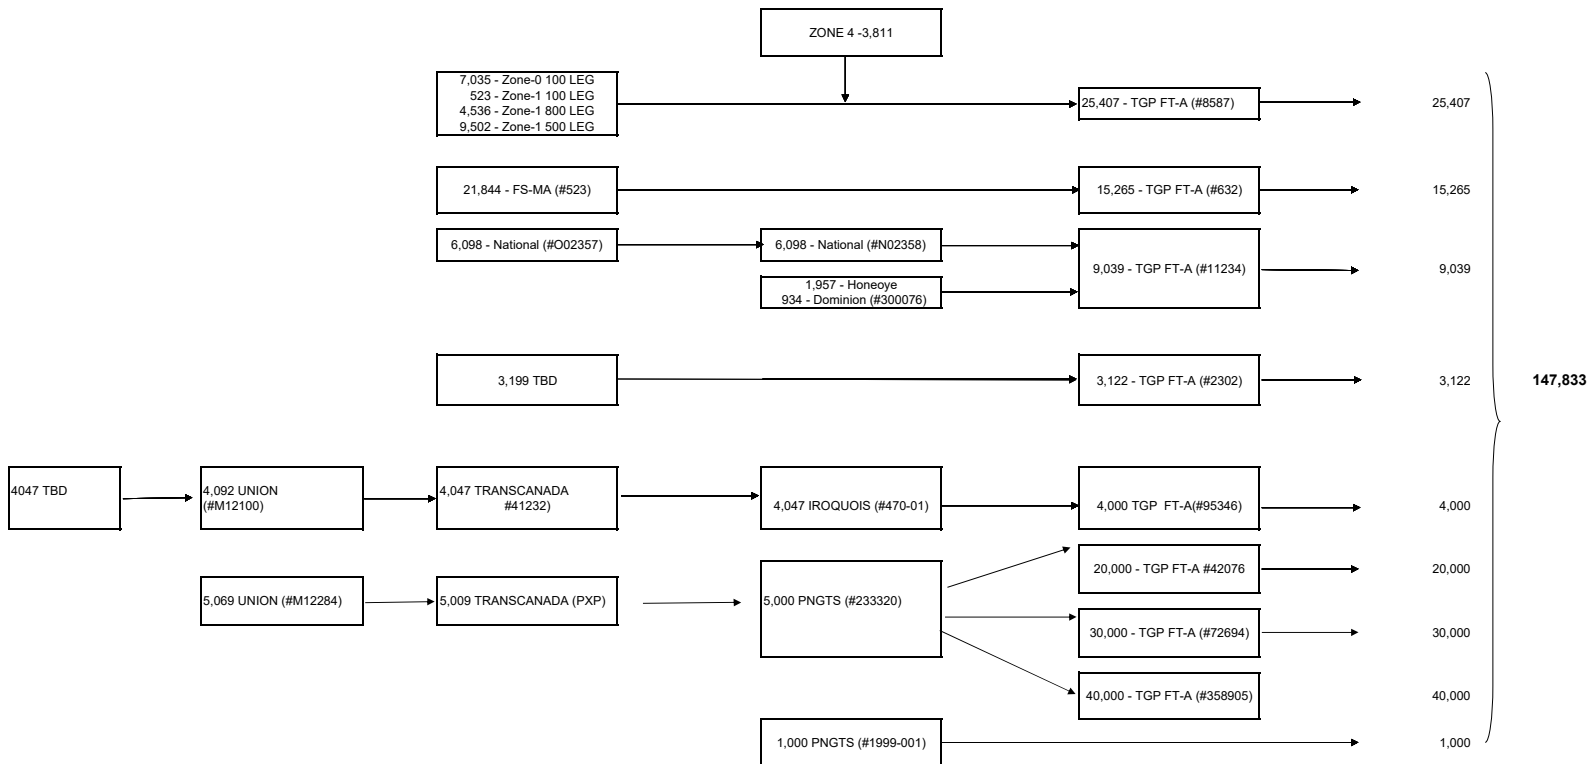 ZONE 4 -3,811
7,035 - Zone-0 100 LEG
523 - Zone-1 100 LEG
4,536 - Zone-1 800 LEG
9,502 - Zone-1 500 LEG
25,407 - TGP FT-A (#8587)
25,407
21,844 - FS-MA (#523)
15,265 - TGP FT-A (#632)
15,265
6,098 - National (#O02357)
6,098 - National (#N02358)
9,039 - TGP FT-A (#11234)
9,039
1,957 - Honeoye
934 - Dominion (#300076)
3,199 TBD
3,122 - TGP FT-A (#2302)
3,122
147,833
4047 TBD
4,092 UNION
(#M12100)
4,047 TRANSCANADA
#41232)
4,047 IROQUOIS (#470-01)
4,000 TGP  FT-A(#95346)
4,000
20,000 - TGP FT-A #42076
20,000
5,069 UNION (#M12284)
5,009 TRANSCANADA (PXP)
5,000 PNGTS (#233320)
30,000 - TGP FT-A (#72694)
30,000
40,000 - TGP FT-A (#358905)
40,000
1,000 PNGTS (#1999-001)
1,000